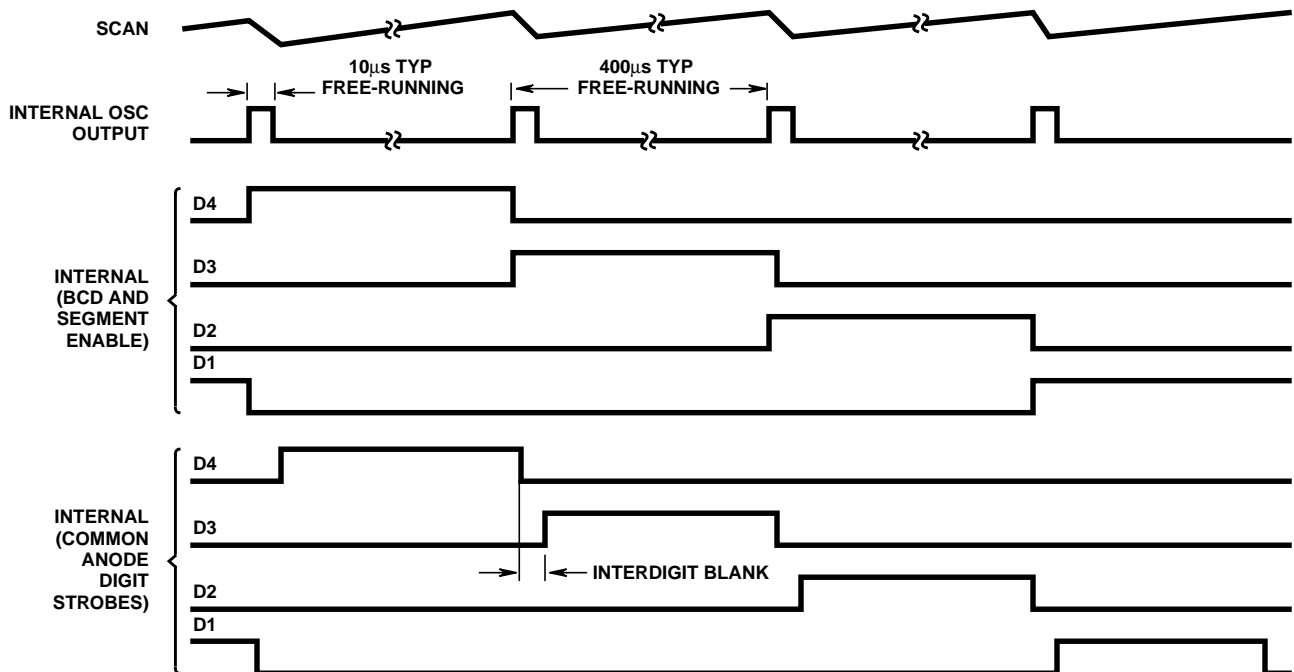 SCAN
10µs TYP
FREE-RUNNING
400µs TYP
FREE-RUNNING
INTERNAL OSC
OUTPUT
INTERNAL
(BCD AND
SEGMENT
ENABLE)
D4
D3
D2
D1
INTERNAL
(COMMON
ANODE
DIGIT
STROBES)
D4
D3
INTERDIGIT BLANK
D2
D1